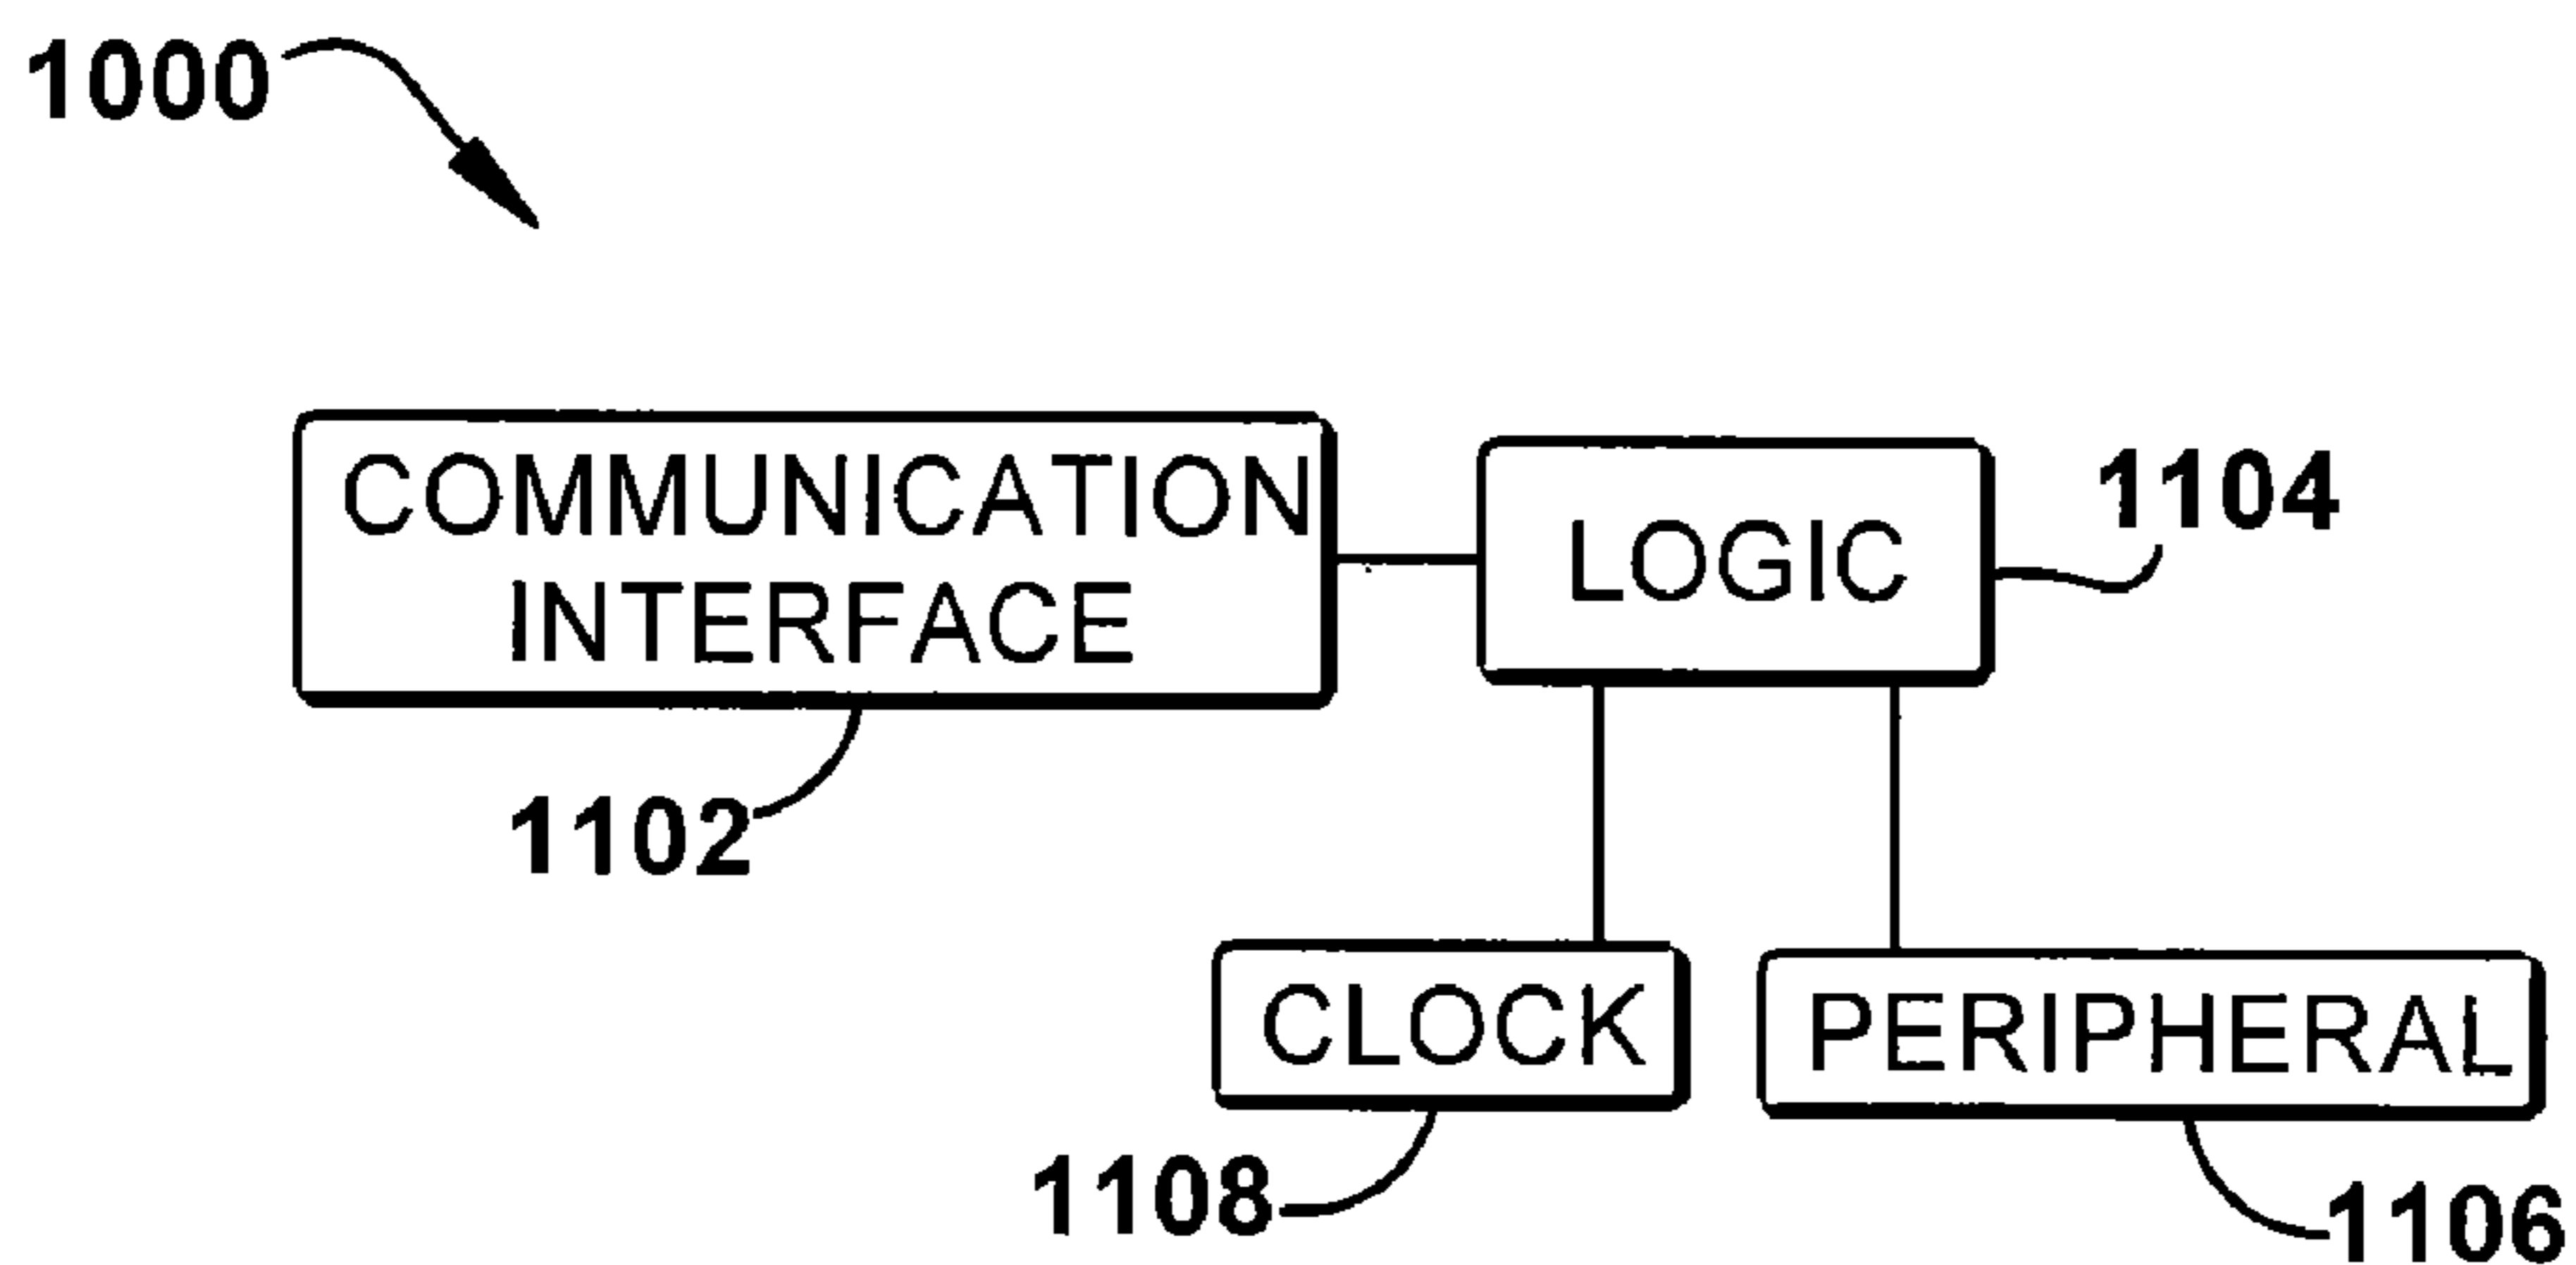 1000
COMMUNICATION
INTERFACE
LOGIC
1104
1102
CLOCK
PERIPHERAL
1108
1106